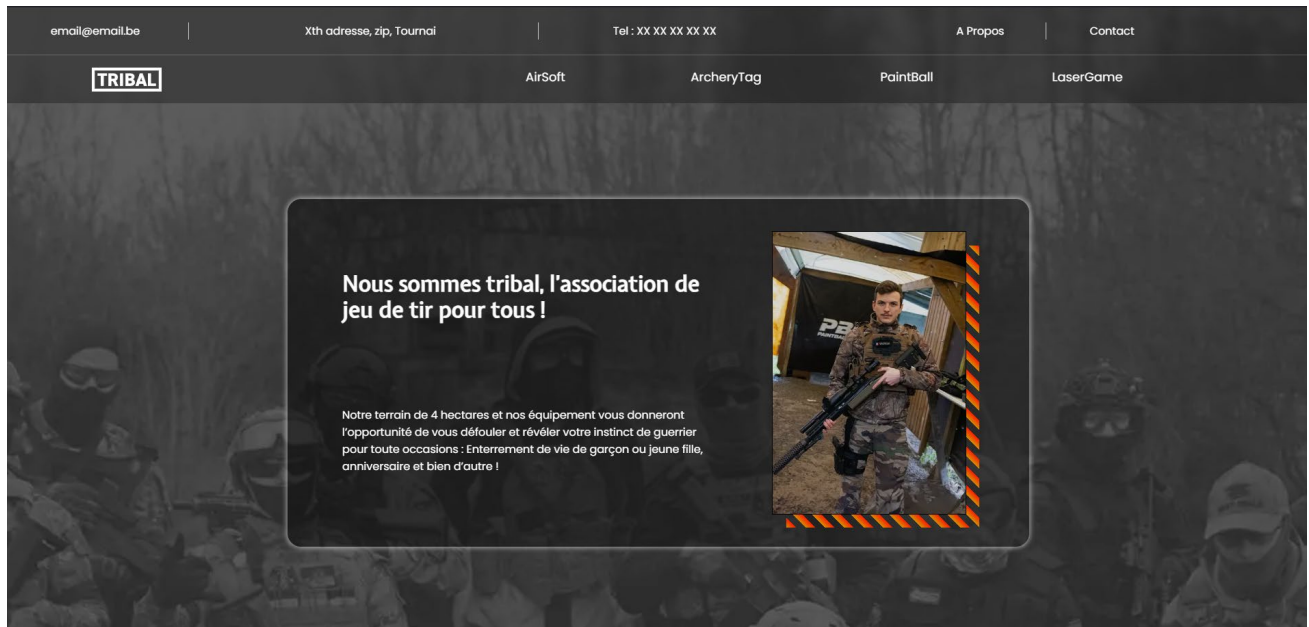 email@email.be
Xth adresse, zip, Tournai
Tel : XX XX XX XX XX
A Propos
Contact
TRIBAL
AirSoft
ArcheryTag
PaintBall
LaserGame
Nous sommes tribal, l'association de
jeu de tir pour tous !
Notre terrain de 4 hectares et nos équipement vous donneront
l'opportunité de vous défouler et révéler votre instinct de guerrier
pour toute occasions : Enterrement de vie de garçon ou jeune fille,
anniversaire et bien d'autre !
PB